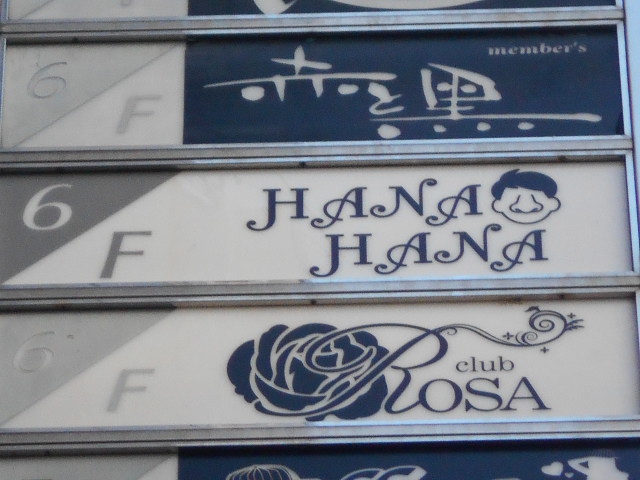 6F
member's
赤と黒
6F
HANA
HANA
6F
club
ROSA